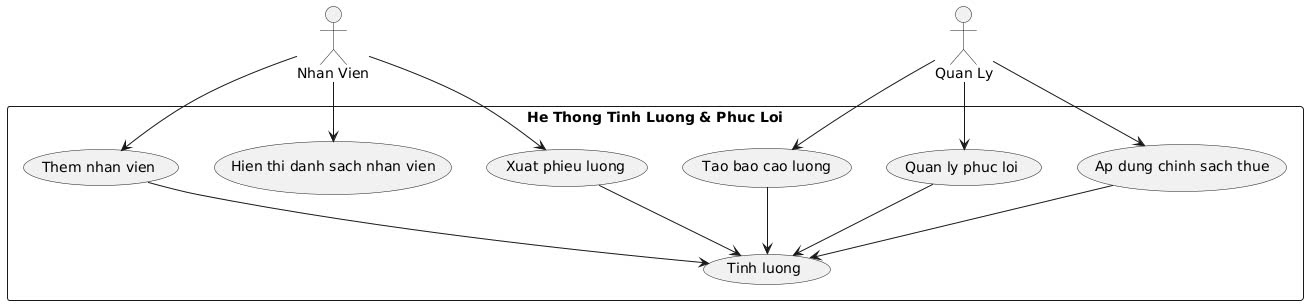 Nhan Vien
Quan Ly
He Thong Tinh Luong & Phuc Loi
Them nhan vien
Hien thi danh sach nhan vien
Xuat phieu luong
Tao bao cao luong
Quan ly phuc loi
Ap dung chinh sach thue
Tinh luong